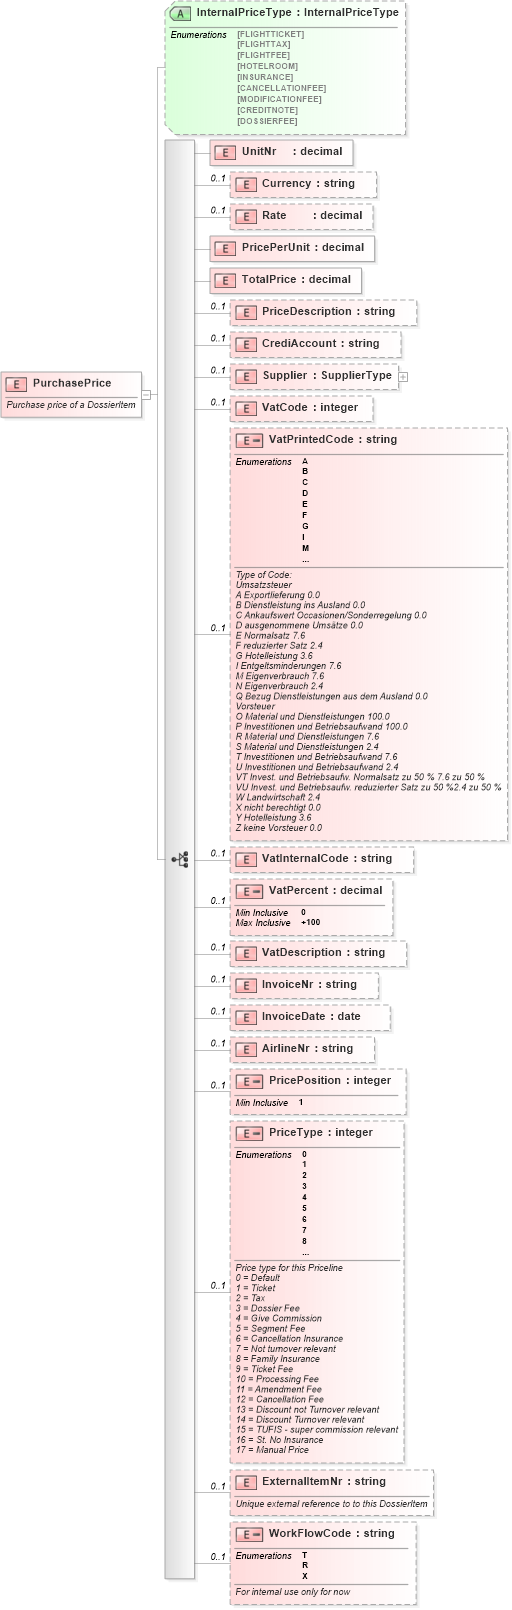 A InternalPriceType : InternalPriceType
Enumerations [FLIGHTTICKET]
[FLIGHTTAX]
[FLIGHTFEE]
[HOTELROOM]
[INSURANCE]
[CANCELLATIONFEE]
[MODIFICATIONFEE]
[CREDITNOTE]
[DOSSIERFEE]
E UnitNr : decimal
0..1 E Currency : string
0..1 E Rate : decimal
E PricePerUnit : decimal
E TotalPrice : decimal
0..1 E PriceDescription : string
0..1 E CrediAccount : string
0..1 E Supplier : SupplierType
E PurchasePrice
Purchase price of a DossierItem
0..1 E VatCode : integer
E VatPrintedCode : string
Enumerations A
B
C
D
E
F
G
I
M
...
Type of Code:
Umsatzsteuer
A Exportlieferung 0.0
B Dienstleistung ins Ausland 0.0
C Ankaufswert Occasionen/Sonderregelung 0.0
D ausgenommene Umsätze 0.0
0..1
E Normalsatz 7.6
F reduzierter Satz 2.4
G Hotelleistung 3.6
I Entgeltsminderungen 7.6
M Eigenverbrauch 7.6
N Eigenverbrauch 2.4
Q Bezug Dienstleistungen aus dem Ausland 0.0
Vorsteuer
O Material und Dienstleistungen 100.0
P Investitionen und Betriebsaufwand 100.0
R Material und Dienstleistungen 7.6
S Material und Dienstleistungen 2.4
T Investitionen und Betriebsaufwand 7.6
U Investitionen und Betriebsaufwand 2.4
VT Invest. und Betriebsaufw. Normalsatz zu 50 % 7.6 zu 50 %
VU Invest. und Betriebsaufw. reduzierter Satz zu 50 %2.4 zu 50 %
W Landwirtschaft 2.4
X nicht berechtigt 0.0
Y Hotelleistung 3.6
Z keine Vorsteuer 0.0
0..1 E VatInternalCode : string
0..1 E VatPercent : decimal
Min Inclusive 0
Max Inclusive +100
0..1 E VatDescription : string
0..1 E InvoiceNr : string
0..1 E InvoiceDate : date
0..1 E AirlineNr : string
0..1 E PricePosition : integer
Min Inclusive 1
E PriceType : integer
Enumerations 0
1
2
3
4
5
6
7
8
...
Price type for this Priceline
0 = Default
0..1
1 = Ticket
2 = Tax
3 = Dossier Fee
4 = Give Commission
5 = Segment Fee
6 = Cancellation Insurance
7 = Not turnover relevant
8 = Family Insurance
9 = Ticket Fee
10 = Processing Fee
11 = Amendment Fee
12 = Cancellation Fee
13 = Discount not Turnover relevant
14 = Discount Turnover relevant
15 = TUFIS - super commission relevant
16 = St. No Insurance
17 = Manual Price
0..1 E ExternalItemNr : string
Unique external reference to to this DossierItem
E WorkFlowCode : string
0..1 Enumerations T
R
X
For internal use only for now